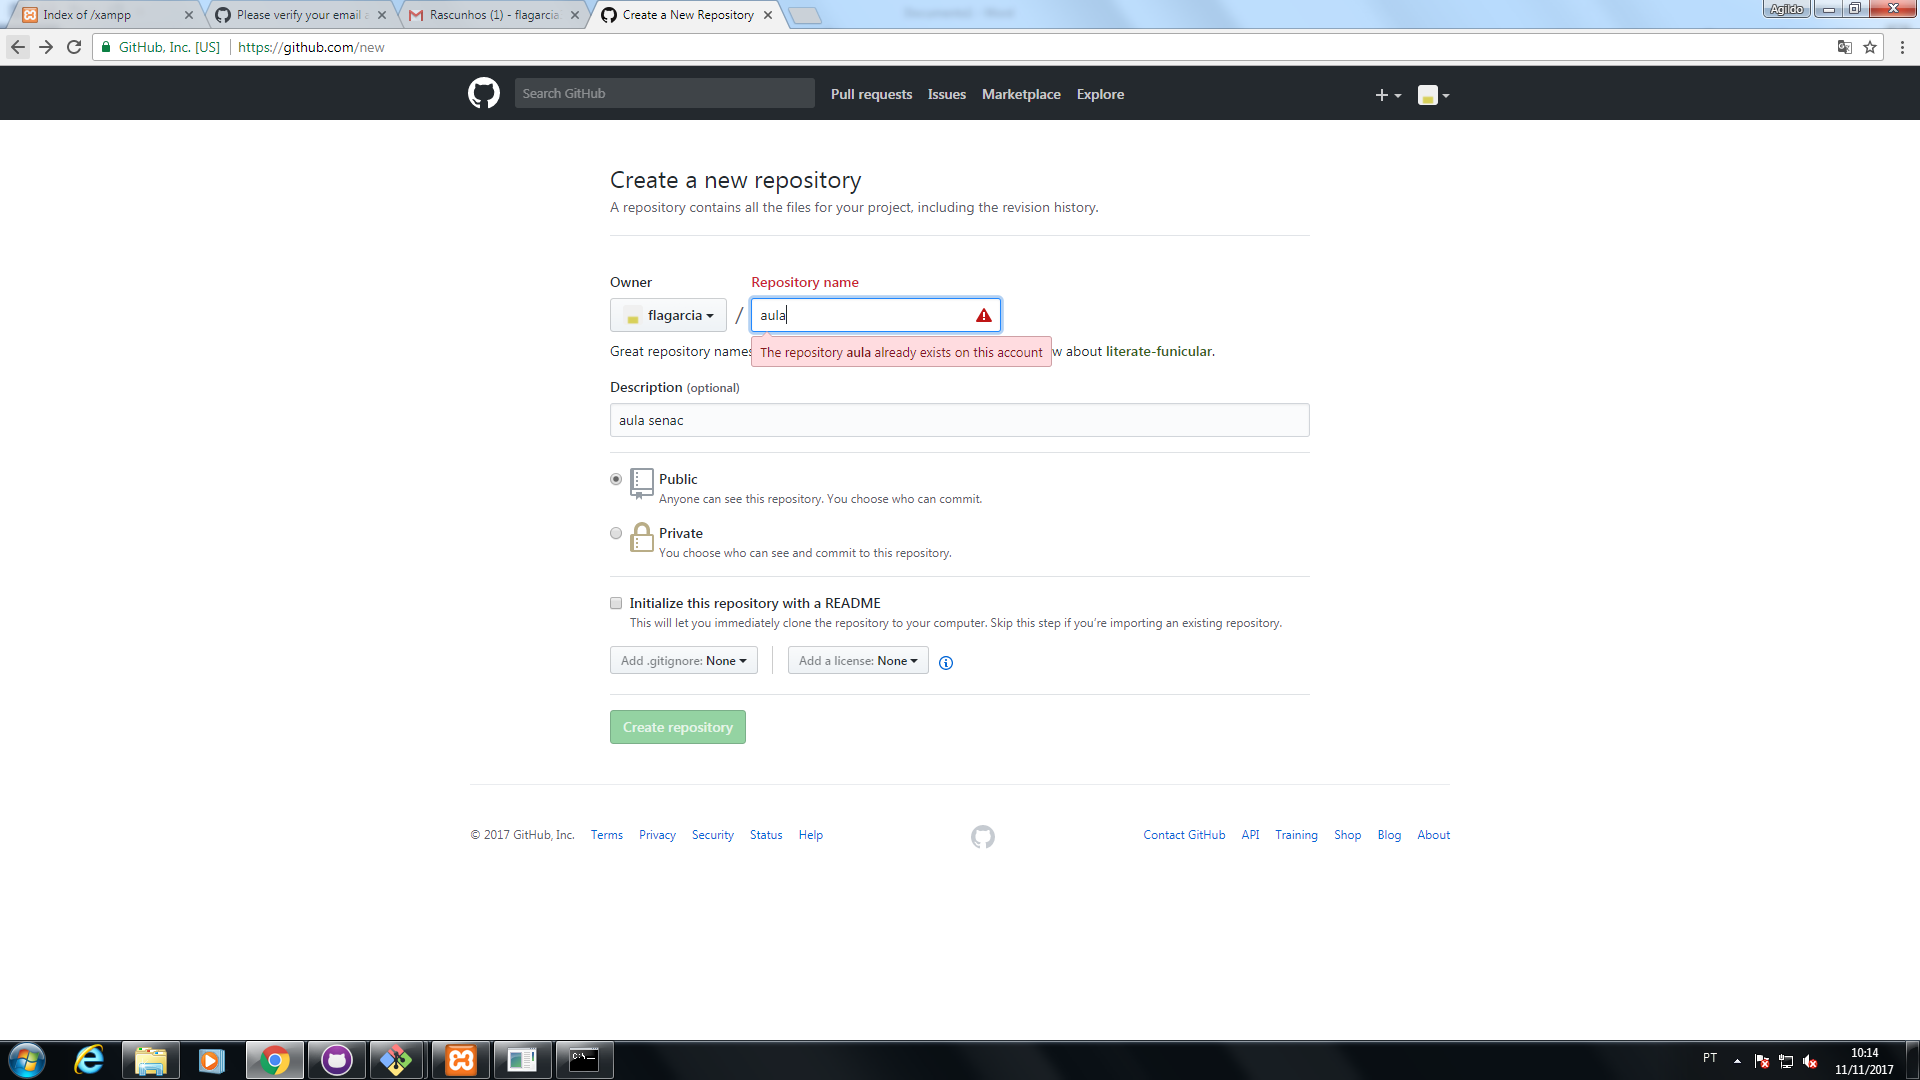 Index of /xampp
Please verify your email a
Rascunhos (1) - flagarcia
Create a New Repository
Agildo
GitHub, Inc. [US] https://github.com/new
Search GitHub
Pull requests Issues Marketplace Explore
Create a new repository
A repository contains all the files for your project, including the revision history.
Owner Repository name
flagarcia / aula
The repository aula already exists on this account
Great repository names w about literate-funicular.
Description (optional)
aula senac
Public
Anyone can see this repository. You choose who can commit.
Private
You choose who can see and commit to this repository.
Initialize this repository with a README
This will let you immediately clone the repository to your computer. Skip this step if you’re importing an existing repository.
Add .gitignore: None Add a license: None
Create repository
© 2017 GitHub, Inc. Terms Privacy Security Status Help
Contact GitHub API Training Shop Blog About
PT
10:14
11/11/2017